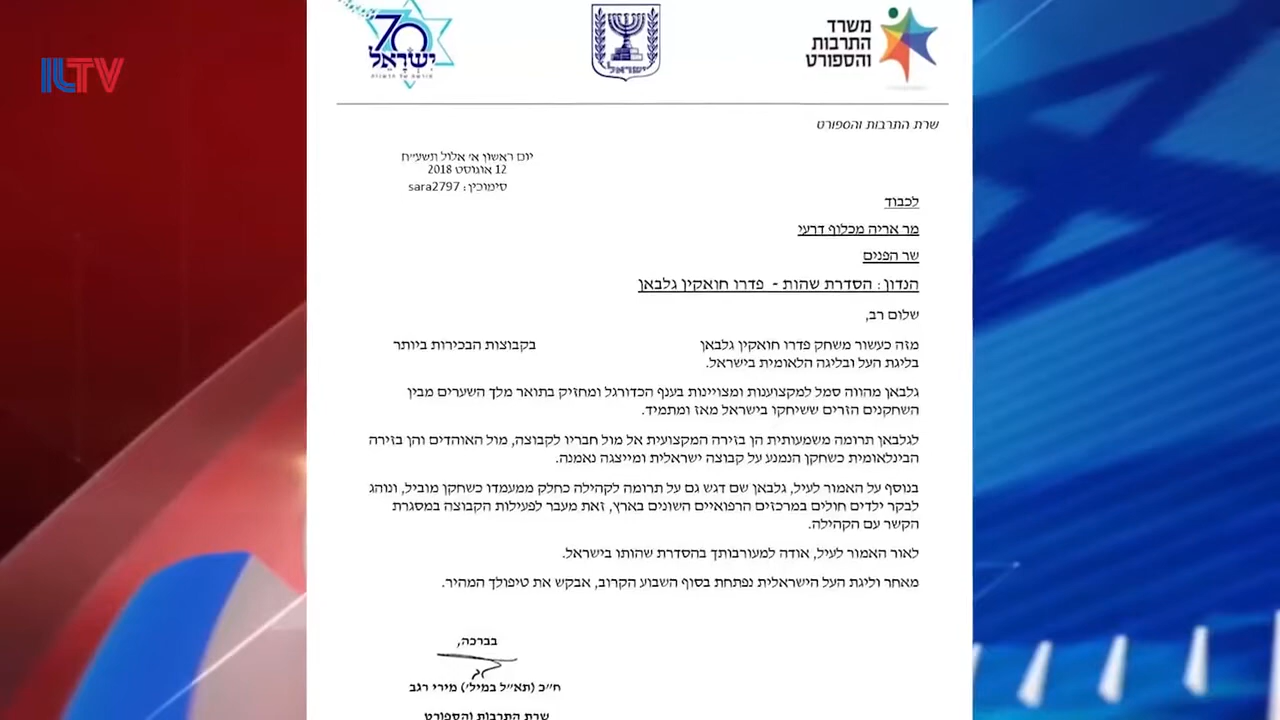 ILTV
70
ישראל
ישראל
משרד
התרבות
והספורט
שרת התרבות והספורט
יום ראשון א' אלול תשע״ח
12 אוגוסט 2018
סימוכין: sara2797
לכבוד
מר אריה מכלוף דרעי
שר הפנים
הנדון: הסדרת שהות - פדרו חואקין גלבאן
שלום רב,
מזה כעשור משחק פדרו חואקין גלבאן בקבוצות הבכירות ביותר
בליגת העל ובליגה הלאומית בישראל.
גלבאן מהווה סמל למקצוענות ומצויינות בענף הכדורגל ומחזיק בתואר מלך השערים מבין
השחקנים הזרים ששיחקו בישראל מאז ומתמיד.
לגלבאן תרומה משמעותית הן בזירה המקצועית אל מול חבריו לקבוצה, מול האוהדים והן בזירה
הבינלאומית כשחקן הנמנע על קבוצה ישראלית ומייצגה נאמנה.
בנוסף על האמור לעיל, גלבאן שם דגש גם על תרומה לקהילה כחלק ממעמדו כשחקן מוביל, ונוהג
לבקר ילדים חולים במרכזים הרפואיים השונים בארץ, זאת מעבר לפעילות הקבוצה במסגרת
הקשר עם הקהילה.
לאור האמור לעיל, אודה למעורבותך בהסדרת שהותו בישראל.
מאחר וליגת העל הישראלית נפתחת בסוף השבוע הקרוב, אבקש את טיפולך המהיר.
בברכה,
ח״כ (תא״ל במיל') מירי רגב
שרת התרבות והספורט